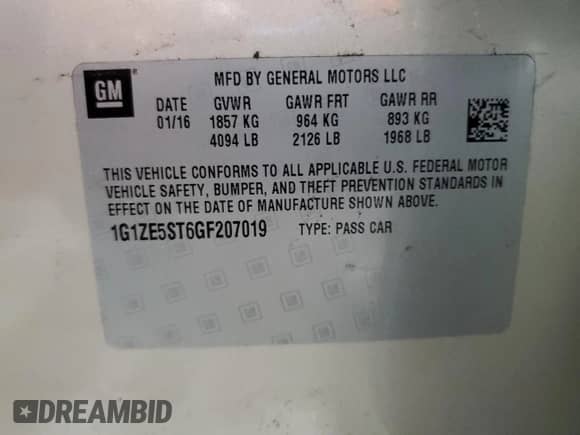 GM ®
MFD BY GENERAL MOTORS LLC
DATE GVWR GAWR FRT GAWR RR
01/16 1857 KG 964 KG 893 KG
4094 LB 2126 LB 1968 LB
THIS VEHICLE CONFORMS TO ALL APPLICABLE U.S. FEDERAL MOTOR
VEHICLE SAFETY, BUMPER, AND THEFT PREVENTION STANDARDS IN
EFFECT ON THE DATE OF MANUFACTURE SHOWN ABOVE.
1G1ZE5ST6GF207019 TYPE: PASS CAR
DREAMBID